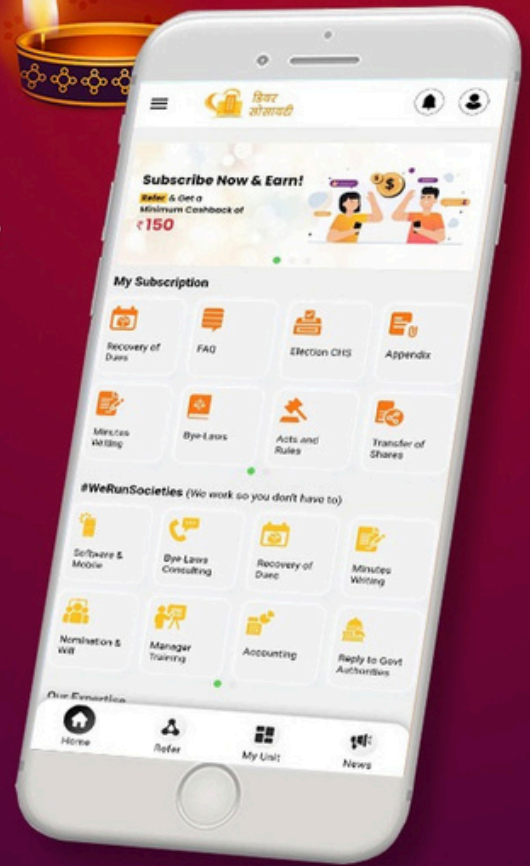 डियर
सोसायटी
Subscribe Now & Earn!
Refer & Get a
Minimum Cashback of
₹150
My Subscription
Recovery of
Dues
FAQ
Election CHS
Appendix
Minutes
Writing
Bye-Laws
Acts and
Rules
Transfer of
Shares
#WeRunSocieties (We work so you don't have to)
Software &
Mobile
Bye-Laws
Consulting
Recovery of
Dues
Minutes
Writing
Nomination &
Will
Manager
Training
Accounting
Reply to Govt
Authorities
Our Expertise
Home
Refer
My Unit
News